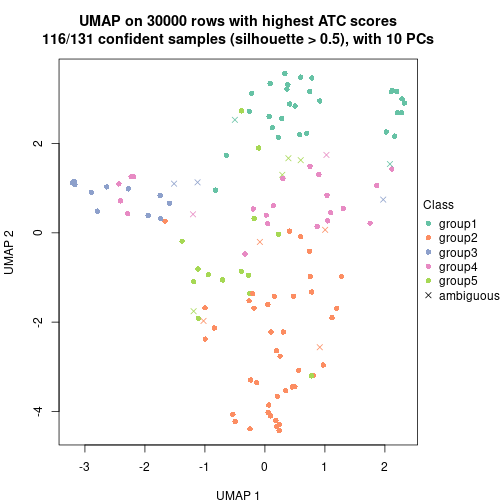 UMAP on 30000 rows with highest ATC scores
116/131 confident samples (silhouette > 0.5), with 10 PCs
UMAP 2
2
0
-2
-4
-3
-2
-1
0
1
2
UMAP 1
Class
group1
group2
group3
group4
group5
ambiguous